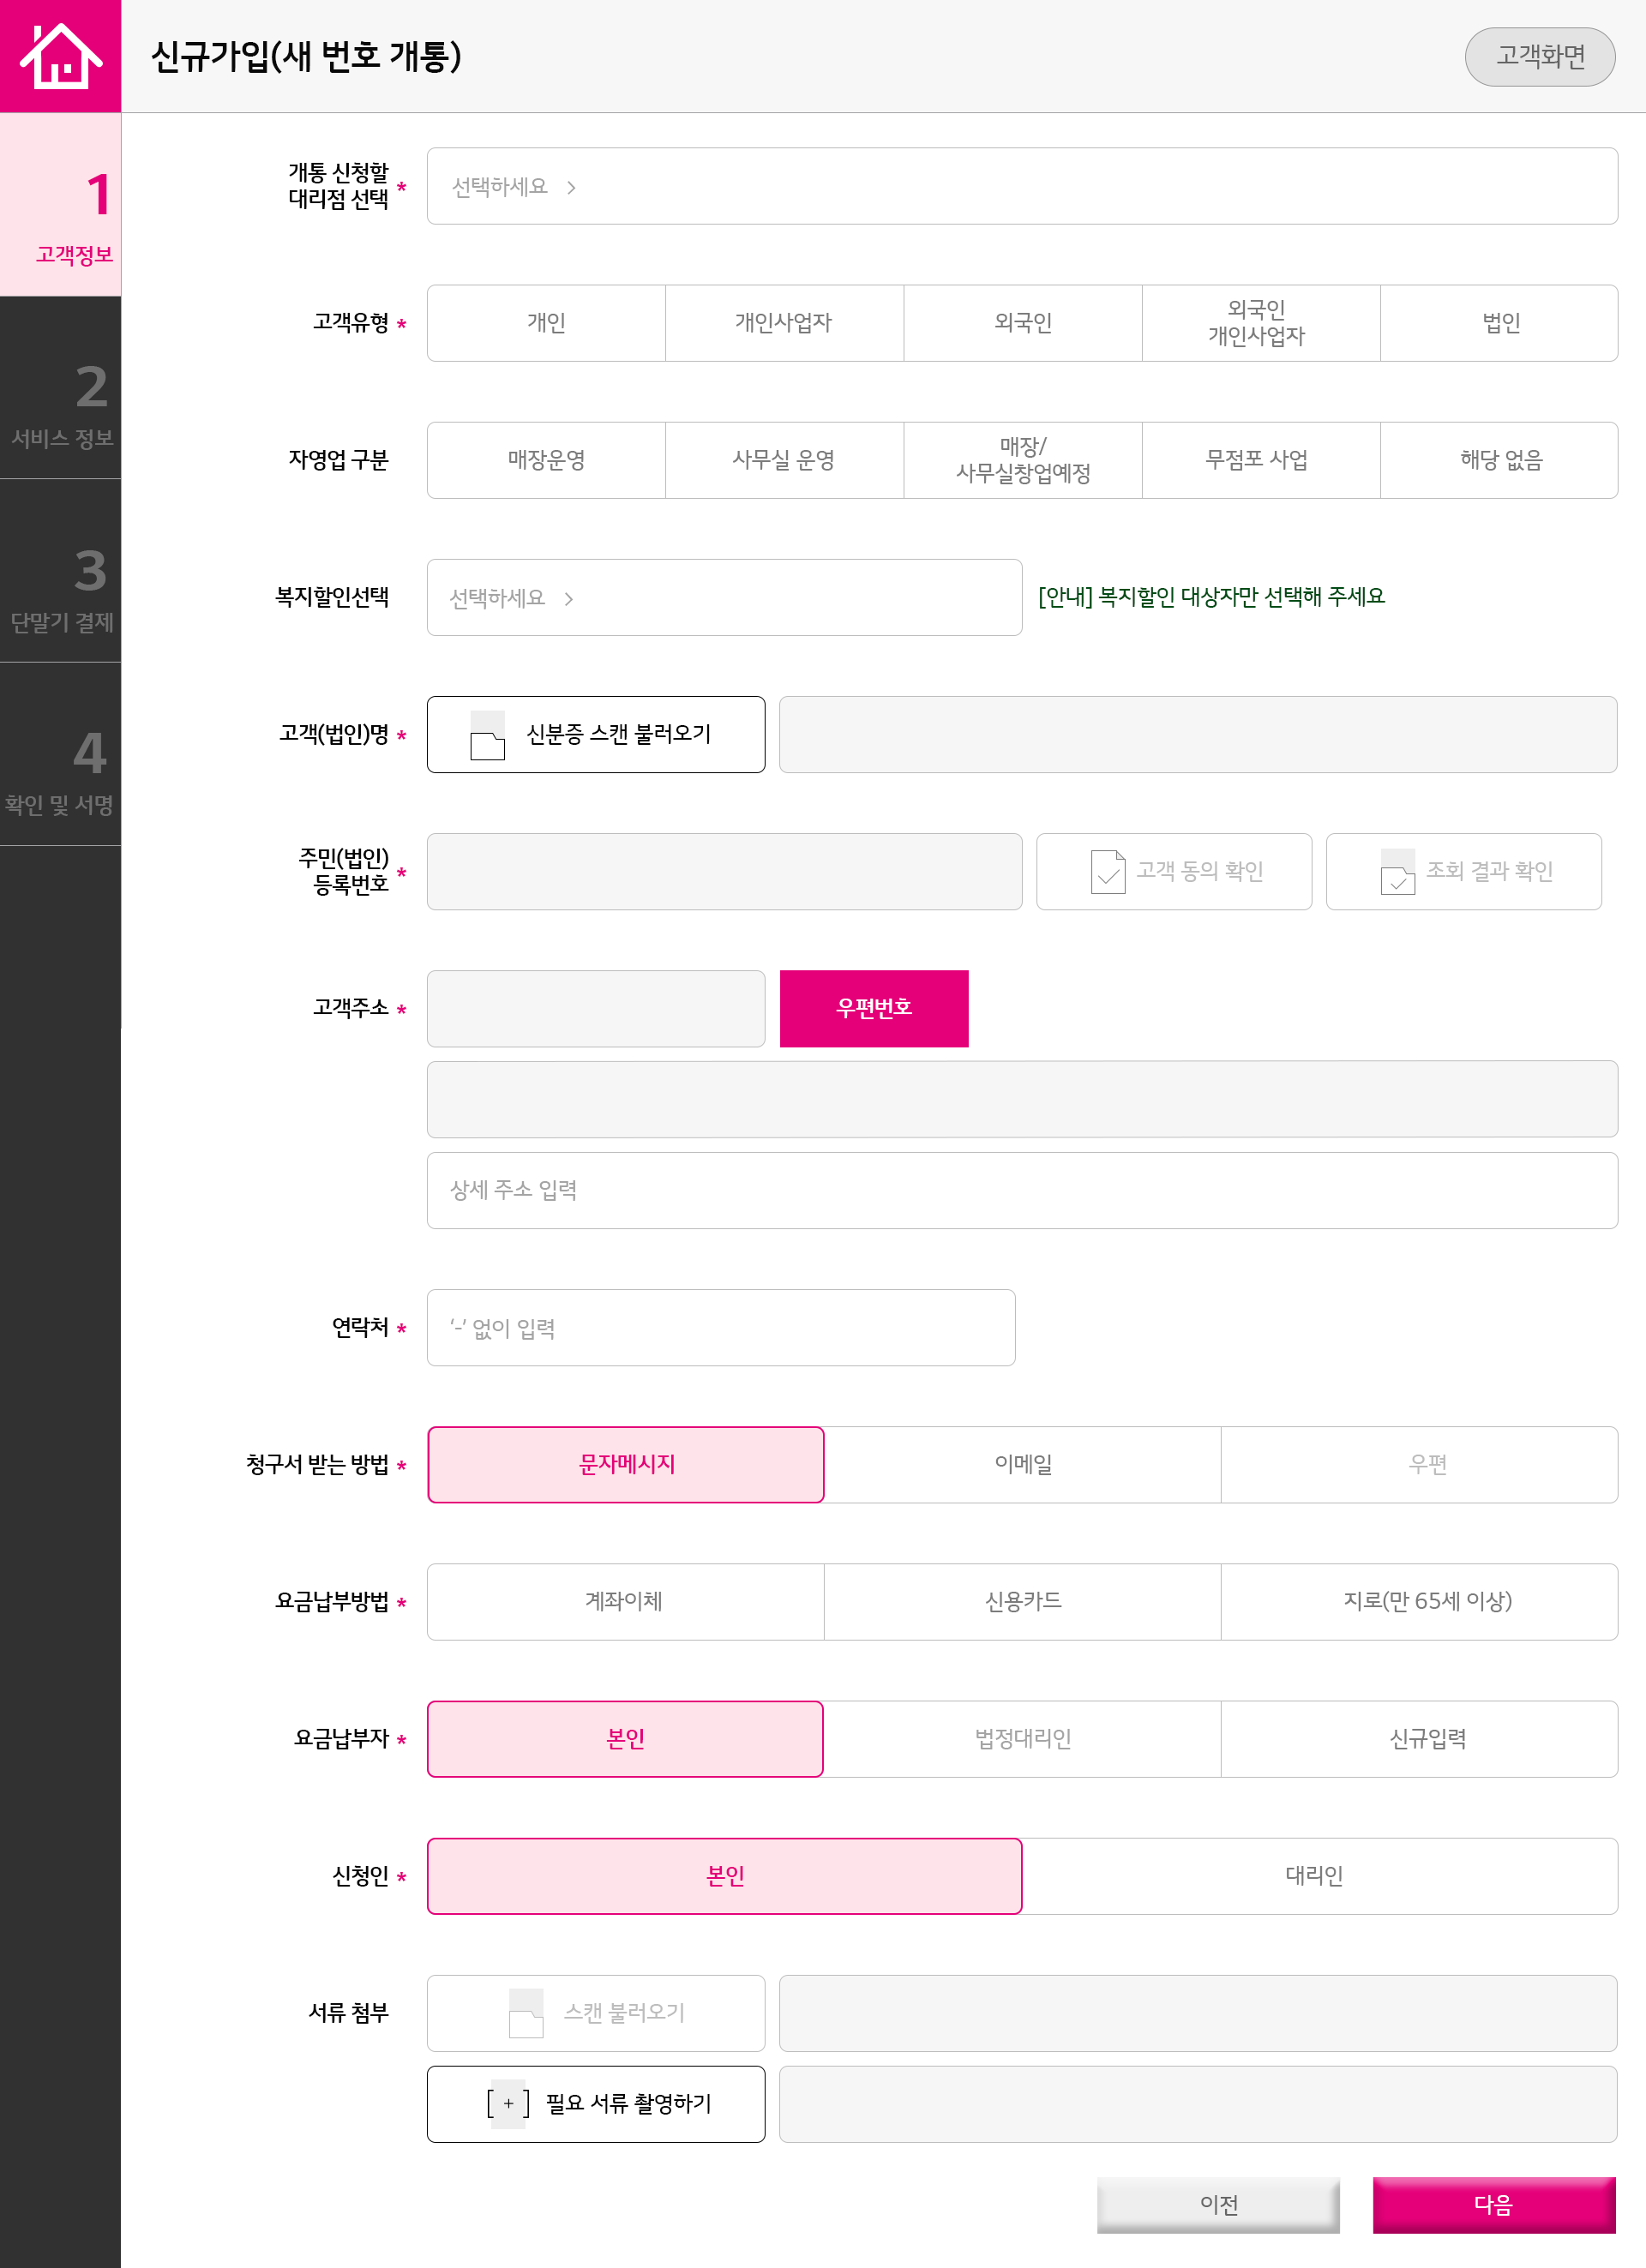 신규가입(새 번호 개통)
고객화면
1
고객정보
2
서비스 정보
3
단말기 결제
4
확인 및 서명
개통 신청할
대리점 선택 *
선택하세요 >
고객유형 *
개인
개인사업자
외국인
외국인
개인사업자
법인
자영업 구분
매장운영
사무실 운영
매장/
사무실창업예정
무점포 사업
해당 없음
복지할인선택
선택하세요 >
[안내] 복지할인 대상자만 선택해 주세요
고객(법인)명 *
신분증 스캔 불러오기
주민(법인)
등록번호 *
고객 동의 확인
조회 결과 확인
고객주소 *
우편번호
상세 주소 입력
연락처 *
‘-’ 없이 입력
청구서 받는 방법 *
문자메시지
이메일
우편
요금납부방법 *
계좌이체
신용카드
지로(만 65세 이상)
요금납부자 *
본인
법정대리인
신규입력
신청인 *
본인
대리인
서류 첨부
스캔 불러오기
필요 서류 촬영하기
이전
다음